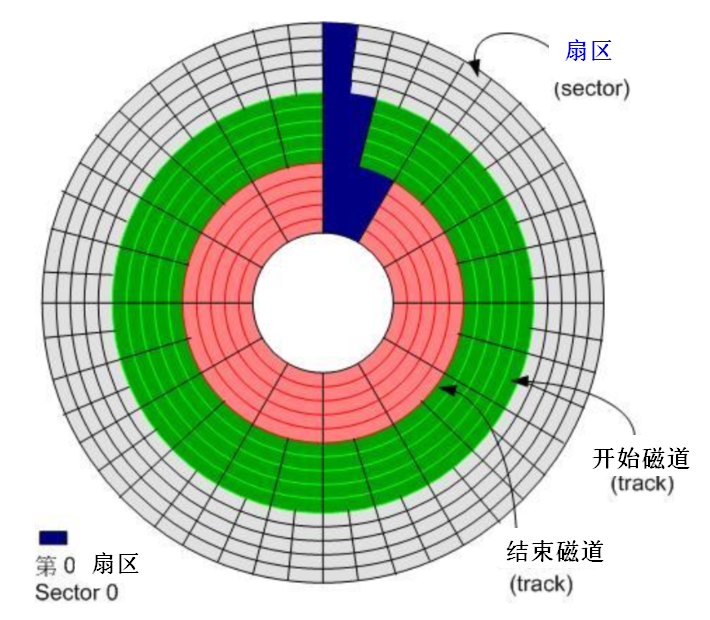 扇区
(sector)
开始磁道
(track)
结束磁道
(track)
第 0 扇区
Sector 0